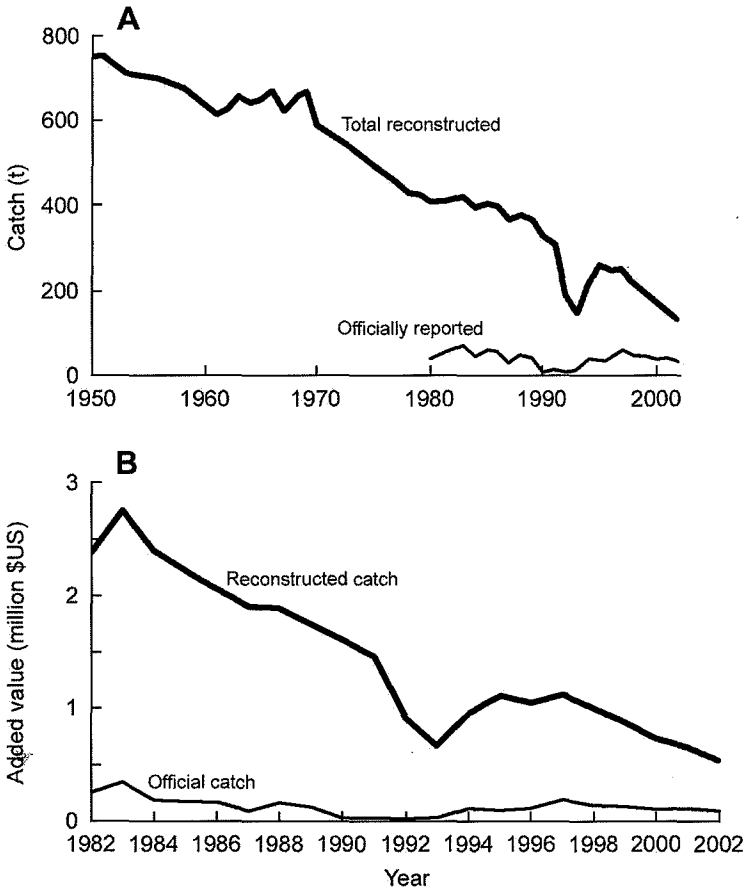 A
800
600
400
200
0
Catch (t)
Total reconstructed
Officially reported
1950 1960 1970 1980 1990 2000
B
3
2
1
0
Added value (million $US)
Reconstructed catch
Official catch
1982 1984 1986 1988 1990 1992 1994 1996 1998 2000 2002
Year